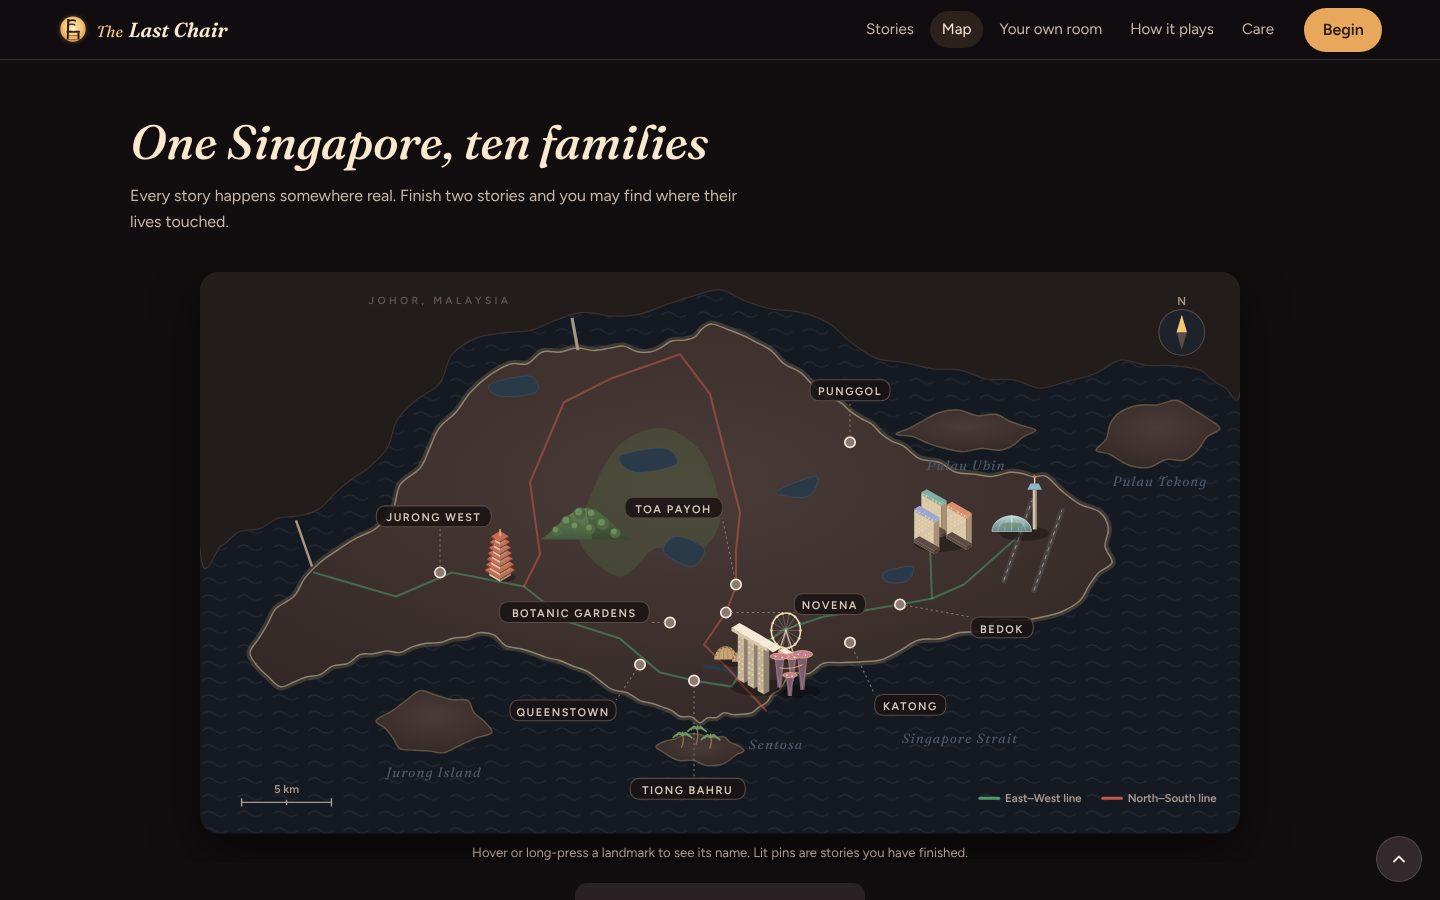 The Last Chair
Stories
Map
Your own room
How it plays
Care
Begin
One Singapore, ten families
Every story happens somewhere real. Finish two stories and you may find where their
lives touched.
JOHOR, MALAYSIA
N
PUNGGOL
Pulau Ubin
Pulau Tekong
JURONG WEST
TOA PAYOH
BOTANIC GARDENS
NOVENA
BEDOK
QUEENSTOWN
KATONG
Sentosa
Singapore Strait
Jurong Island
TIONG BAHRU
5 km
East–West line
North–South line
Hover or long-press a landmark to see its name. Lit pins are stories you have finished.